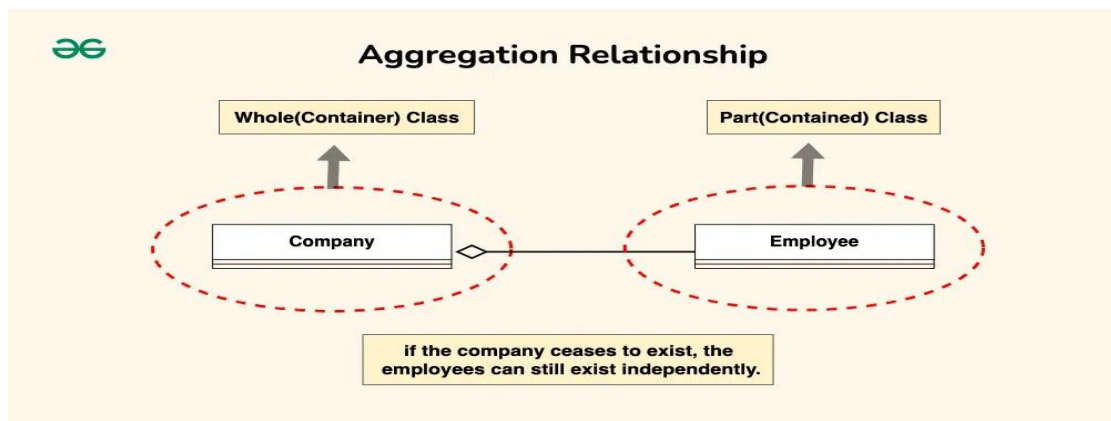 Aggregation Relationship
Whole(Container) Class
Part(Contained) Class
Company
Employee
if the company ceases to exist, the
employees can still exist independently.